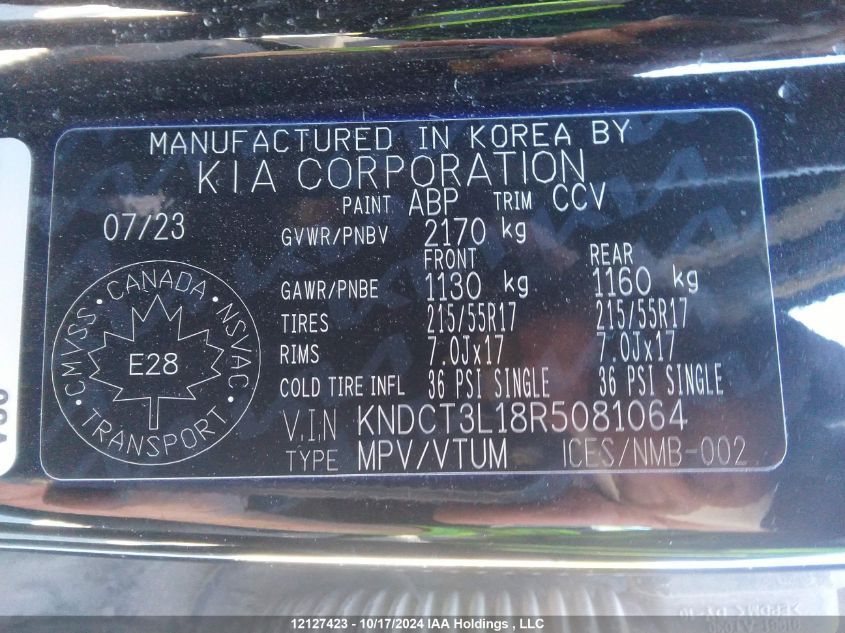 MANUFACTURED IN KOREA BY
KIA CORPORATION
PAINT ABP TRIM CCV
07/23
GVWR/PNBV 2170 kg
FRONT REAR
GAWR/PNBE 1130 kg 1160 kg
TIRES 215/55R17 215/55R17
RIMS 7.0Jx17 7.0Jx17
COLD TIRE INFL 36 PSI SINGLE 36 PSI SINGLE
V.I.N KNDCT3L18R5081064
TYPE MPV/VTUM ICES/NMB-002
CMVSS • CANADA • NSVAC • TRANSPORT •
E28
12127423 - 10/17/2024 IAA Holdings, LLC